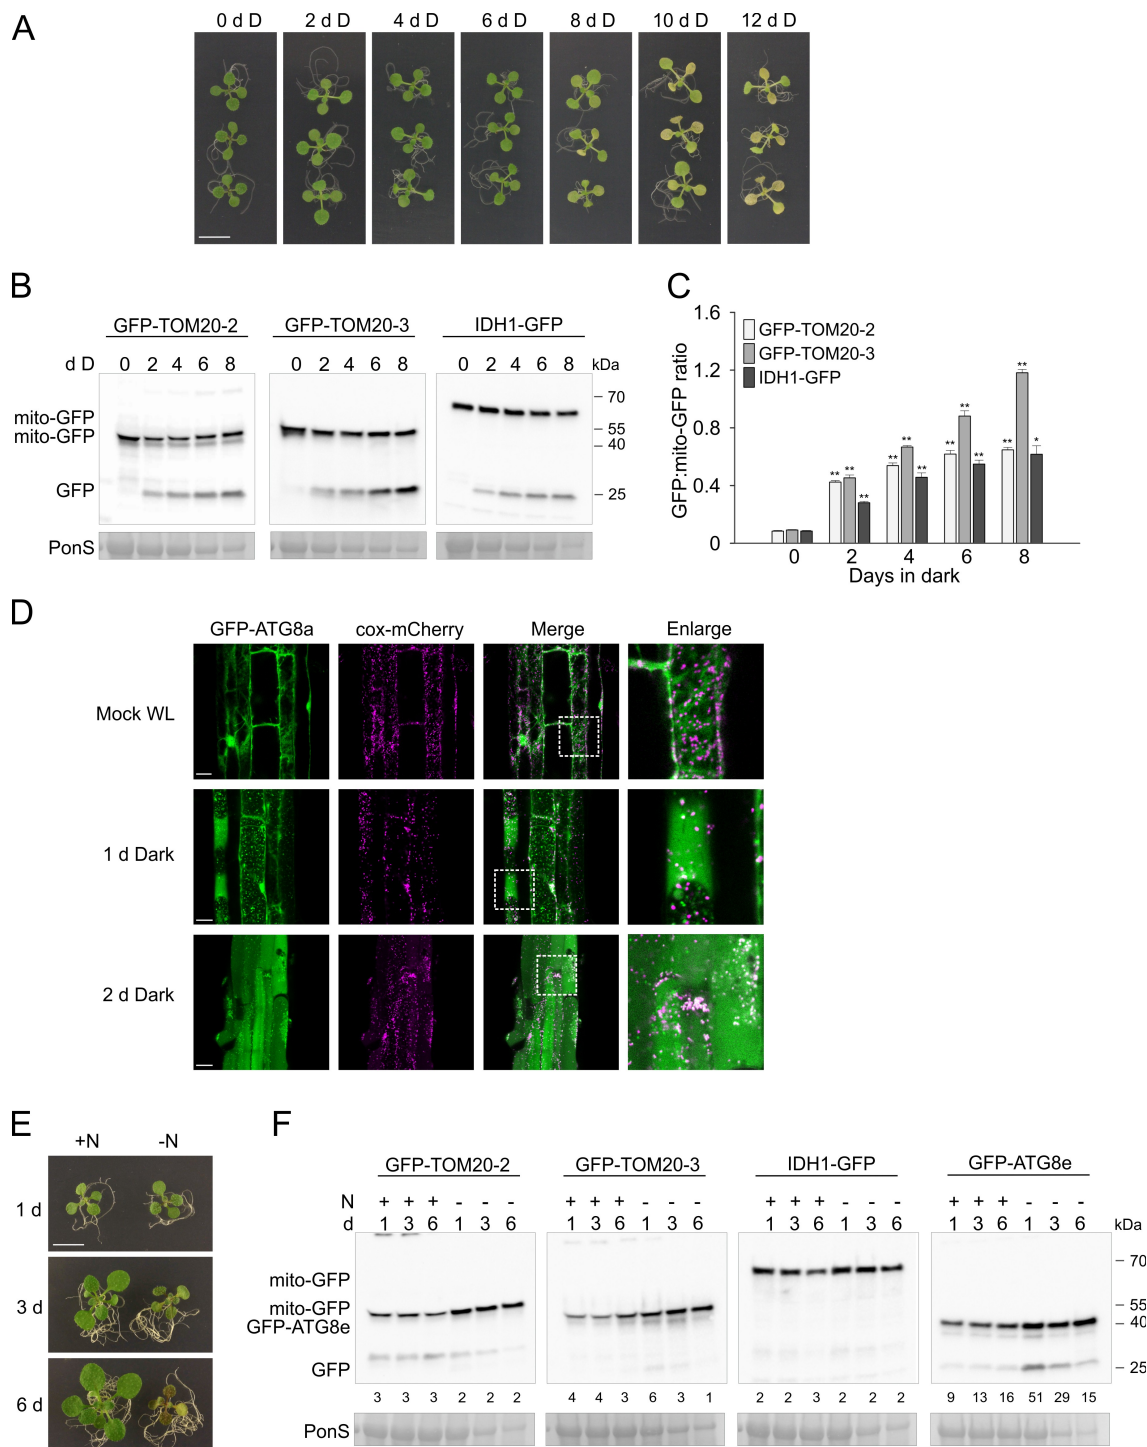 A
0 d D 2 d D 4 d D 6 d D 8 d D 10 d D 12 d D
B
GFP-TOM20-2 GFP-TOM20-3 IDH1-GFP
d D 0 2 4 6 8 0 2 4 6 8 0 2 4 6 8 kDa
mito-GFP
mito-GFP
GFP
70
55
40
25
PonS
C
GFP:mito-GFP ratio
1.6
1.2
0.8
0.4
0
GFP-TOM20-2
GFP-TOM20-3
IDH1-GFP
** ** **
** ** **
** ** **
** ** *
0 2 4 6 8
Days in dark
D
GFP-ATG8a cox-mCherry Merge Enlarge
Mock WL
1 d Dark
2 d Dark
E
+N -N
1 d
3 d
6 d
F
GFP-TOM20-2 GFP-TOM20-3 IDH1-GFP GFP-ATG8e
N + + + - - - + + + - - - + + + - - - + + + - - -
d 1 3 6 1 3 6 1 3 6 1 3 6 1 3 6 1 3 6 1 3 6 1 3 6 kDa
mito-GFP
mito-GFP
GFP-ATG8e
GFP
70
55
40
25
3 3 3 2 2 2 4 4 3 6 3 1 2 2 3 2 2 2 9 13 16 51 29 15
PonS